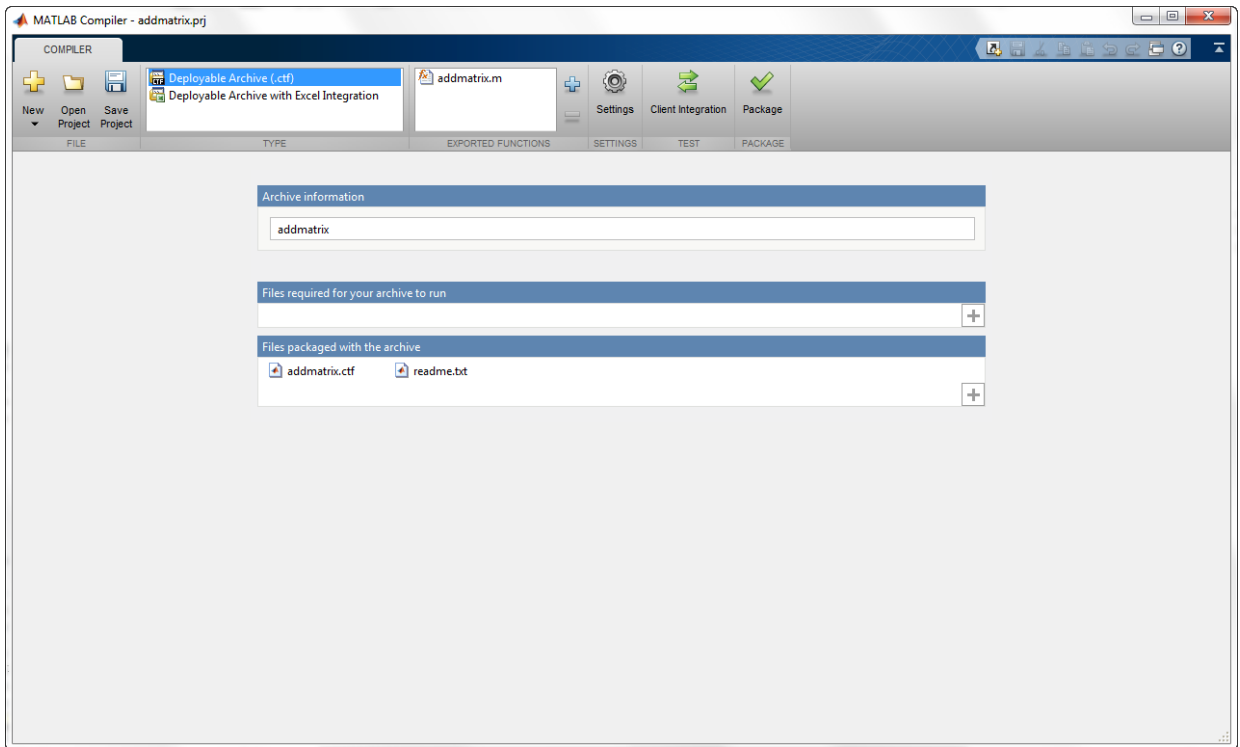 MATLAB Compiler - addmatrix.prj
COMPILER
New
Open Project
Save Project
FILE
Deployable Archive (.ctf)
Deployable Archive with Excel Integration
TYPE
addmatrix.m
EXPORTED FUNCTIONS
Settings
SETTINGS
Client Integration
TEST
Package
PACKAGE
Archive information
addmatrix
Files required for your archive to run
Files packaged with the archive
addmatrix.ctf readme.txt